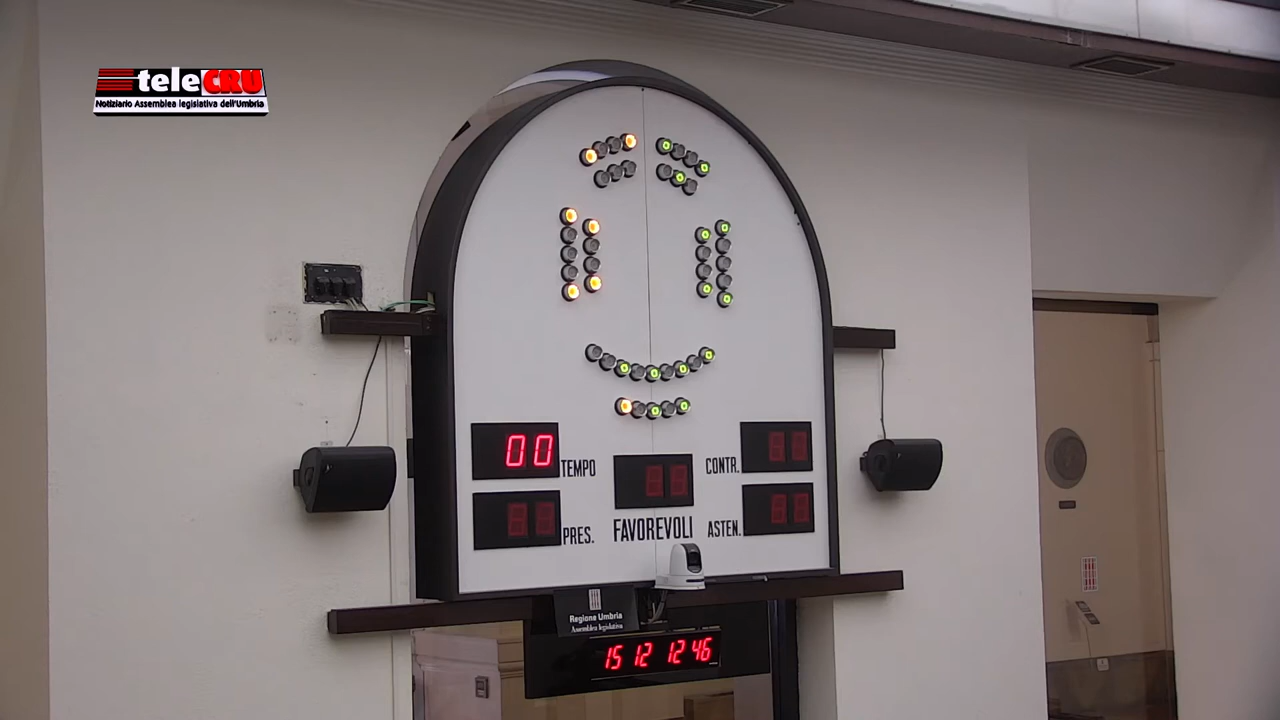 teleCRU
Notiziario Assemblea legislativa dell'Umbria
00
TEMPO
CONTR.
PRES.
FAVOREVOLI
ASTEN.
Regione Umbria
Assemblea legislativa
15 12 12 46